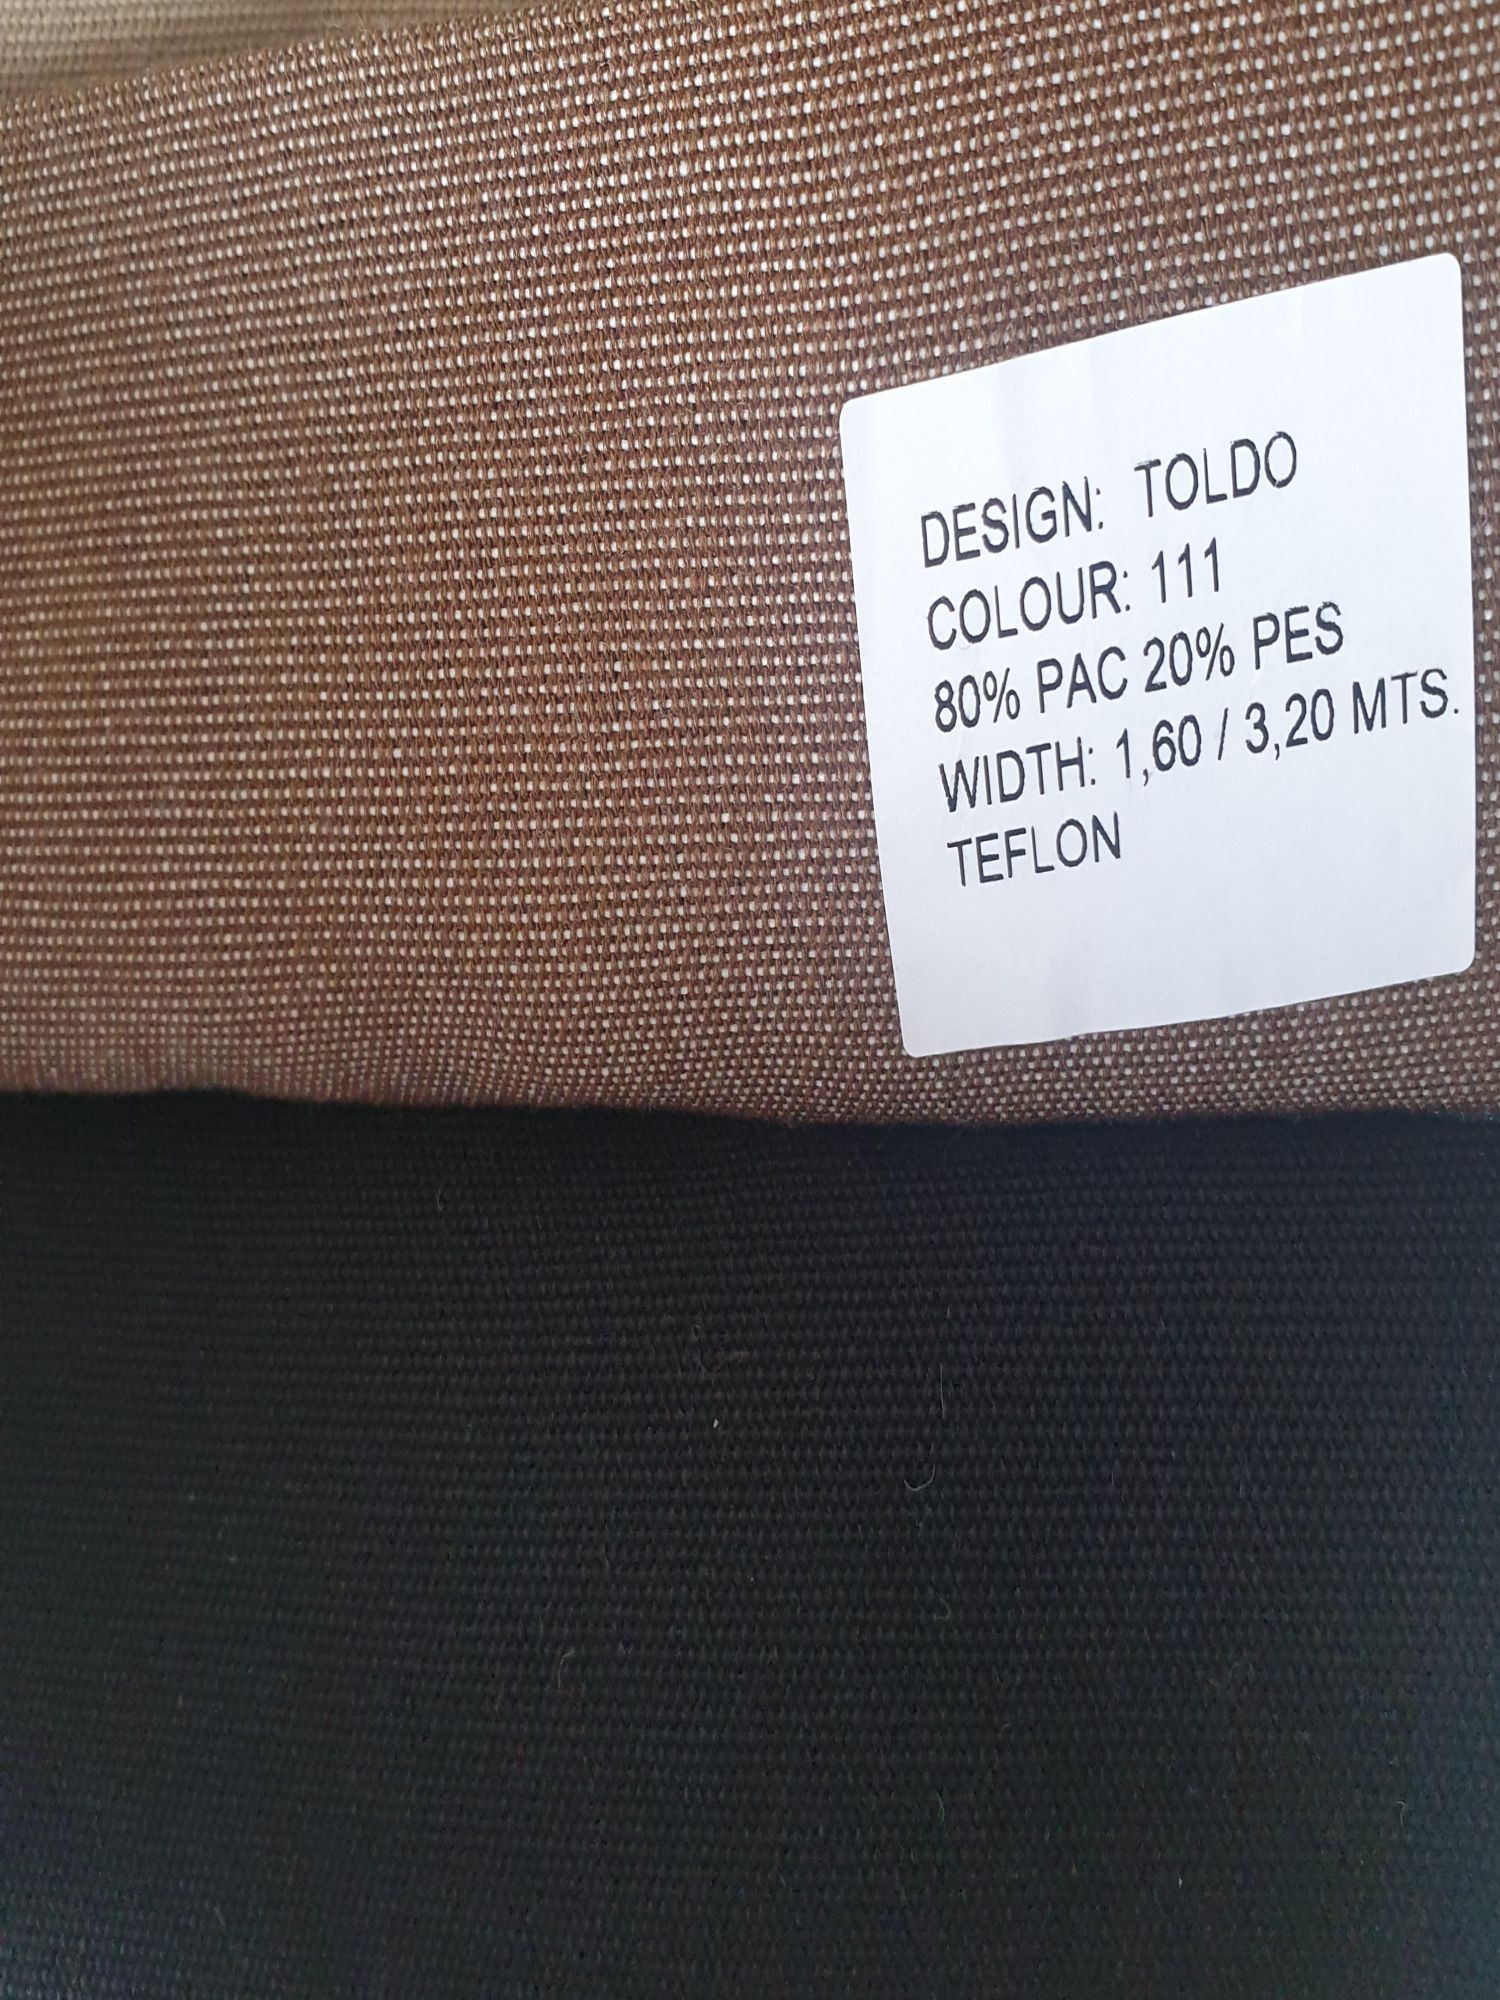 DESIGN: TOLDO
COLOUR: 111
80% PAC 20% PES
WIDTH: 1,60 / 3,20 MTS.
TEFLON